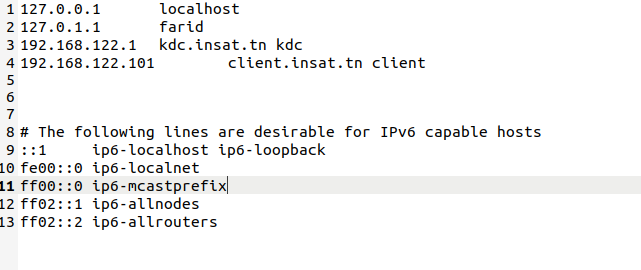 1 127.0.0.1 localhost
2 127.0.1.1 farid
3 192.168.122.1 kdc.insat.tn kdc
4 192.168.122.101 client.insat.tn client
5
6
7
8 # The following lines are desirable for IPv6 capable hosts
9 ::1 ip6-localhost ip6-loopback
10 fe00::0 ip6-localnet
11 ff00::0 ip6-mcastprefix
12 ff02::1 ip6-allnodes
13 ff02::2 ip6-allrouters